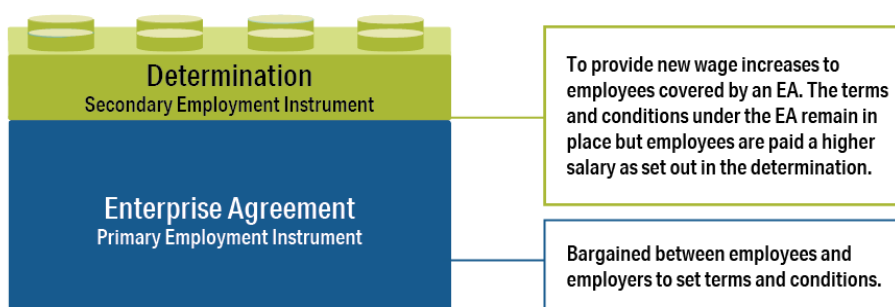 Determination
Secondary Employment Instrument
To provide new wage increases to
employees covered by an EA. The terms
and conditions under the EA remain in
place but employees are paid a higher
salary as set out in the determination.
Enterprise Agreement
Primary Employment Instrument
Bargained between employees and
employers to set terms and conditions.